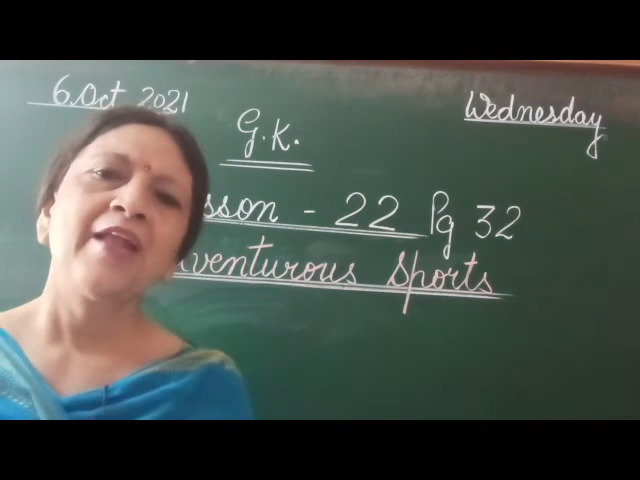 6 Oct 2021
Wednesday
G.K.
sson - 22 Pg 32
venturous Sports